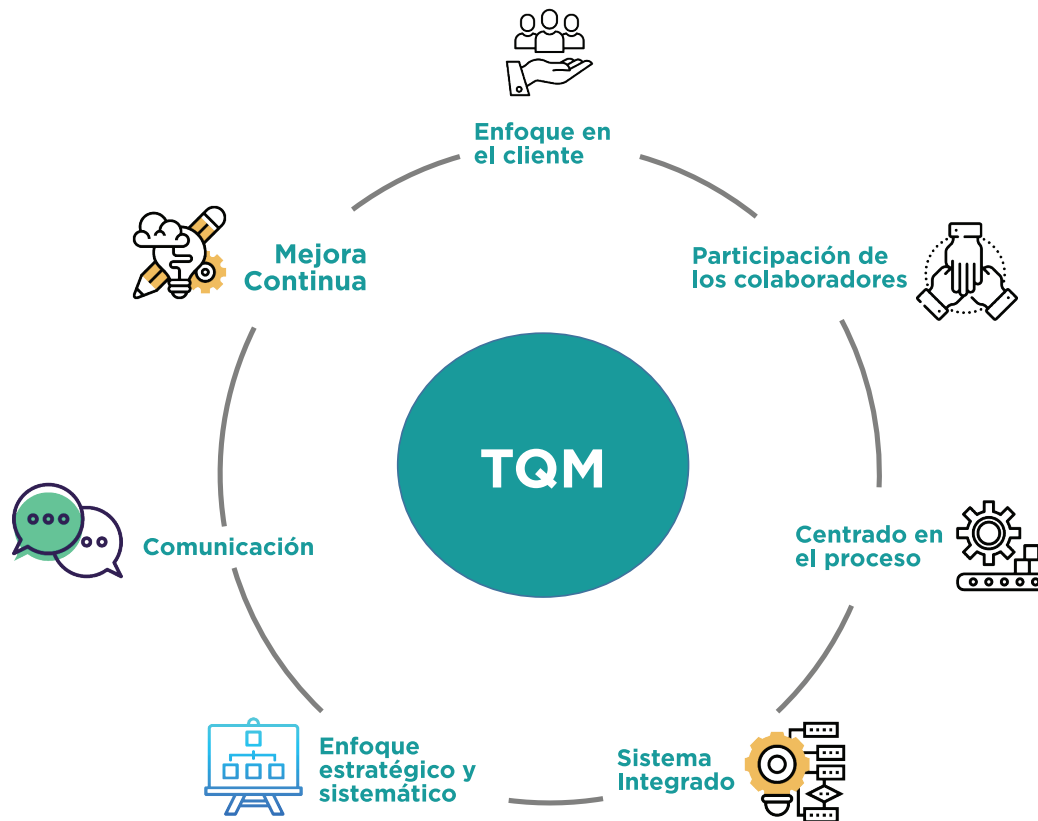 Enfoque en
el cliente
Mejora
Continua
Participación de
los colaboradores
TQM
Comunicación
Centrado en
el proceso
Enfoque
estratégico y
sistemático
Sistema
Integrado